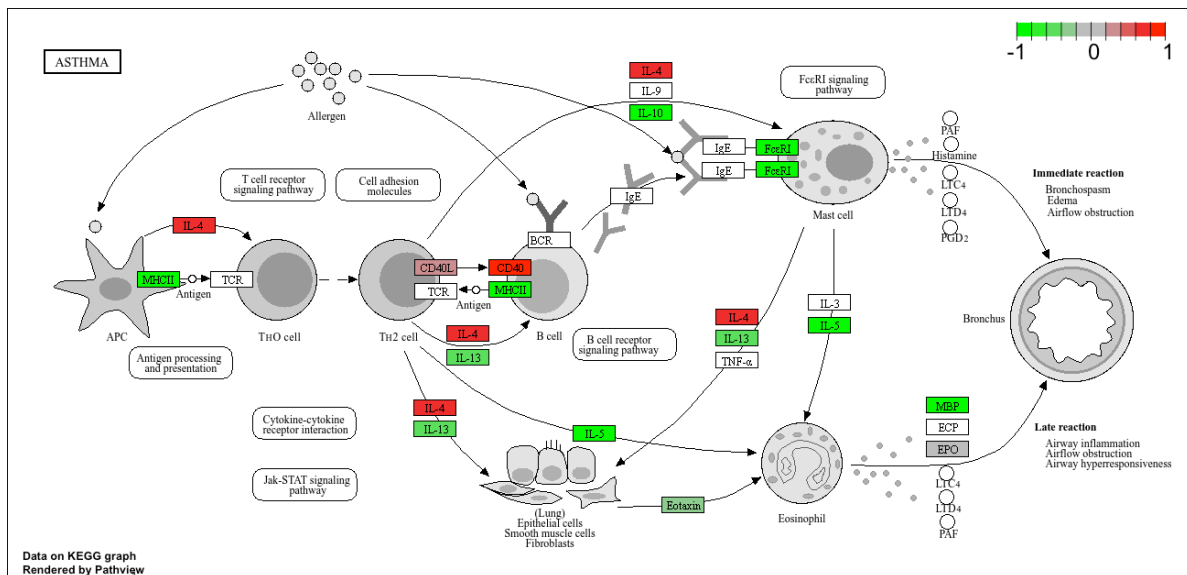 ASTHMA
-1 0 1
Allergen
IL-4
IL-9
IL-10
FcεRI signaling
pathway
T cell receptor
signaling pathway
Cell adhesion
molecules
IgE
FcεRI
IgE
FcεRI
IgE
Mast cell
PAF
Histamine
LTC4
LTD4
PGD2
Immediate reaction
Bronchospasm
Edema
Airflow obstruction
IL-4
BCR
MHCII
Antigen
TCR
CD40L
CD40
TCR
Antigen
MHCII
APC
TH0 cell
TH2 cell
B cell
IL-4
IL-13
B cell receptor
signaling pathway
Antigen processing
and presentation
IL-4
IL-13
TNF-α
IL-3
IL-5
Bronchus
Cytokine-cytokine
receptor interaction
IL-4
IL-13
IL-5
Jak-STAT signaling
pathway
(Lung)
Epithelial cells
Smooth muscle cells
Fibroblasts
Eotaxin
Eosinophil
MBP
ECP
EPO
LTC4
LTD4
PAF
Late reaction
Airway inflammation
Airflow obstruction
Airway hyperresponsiveness
Data on KEGG graph
Rendered by Pathview